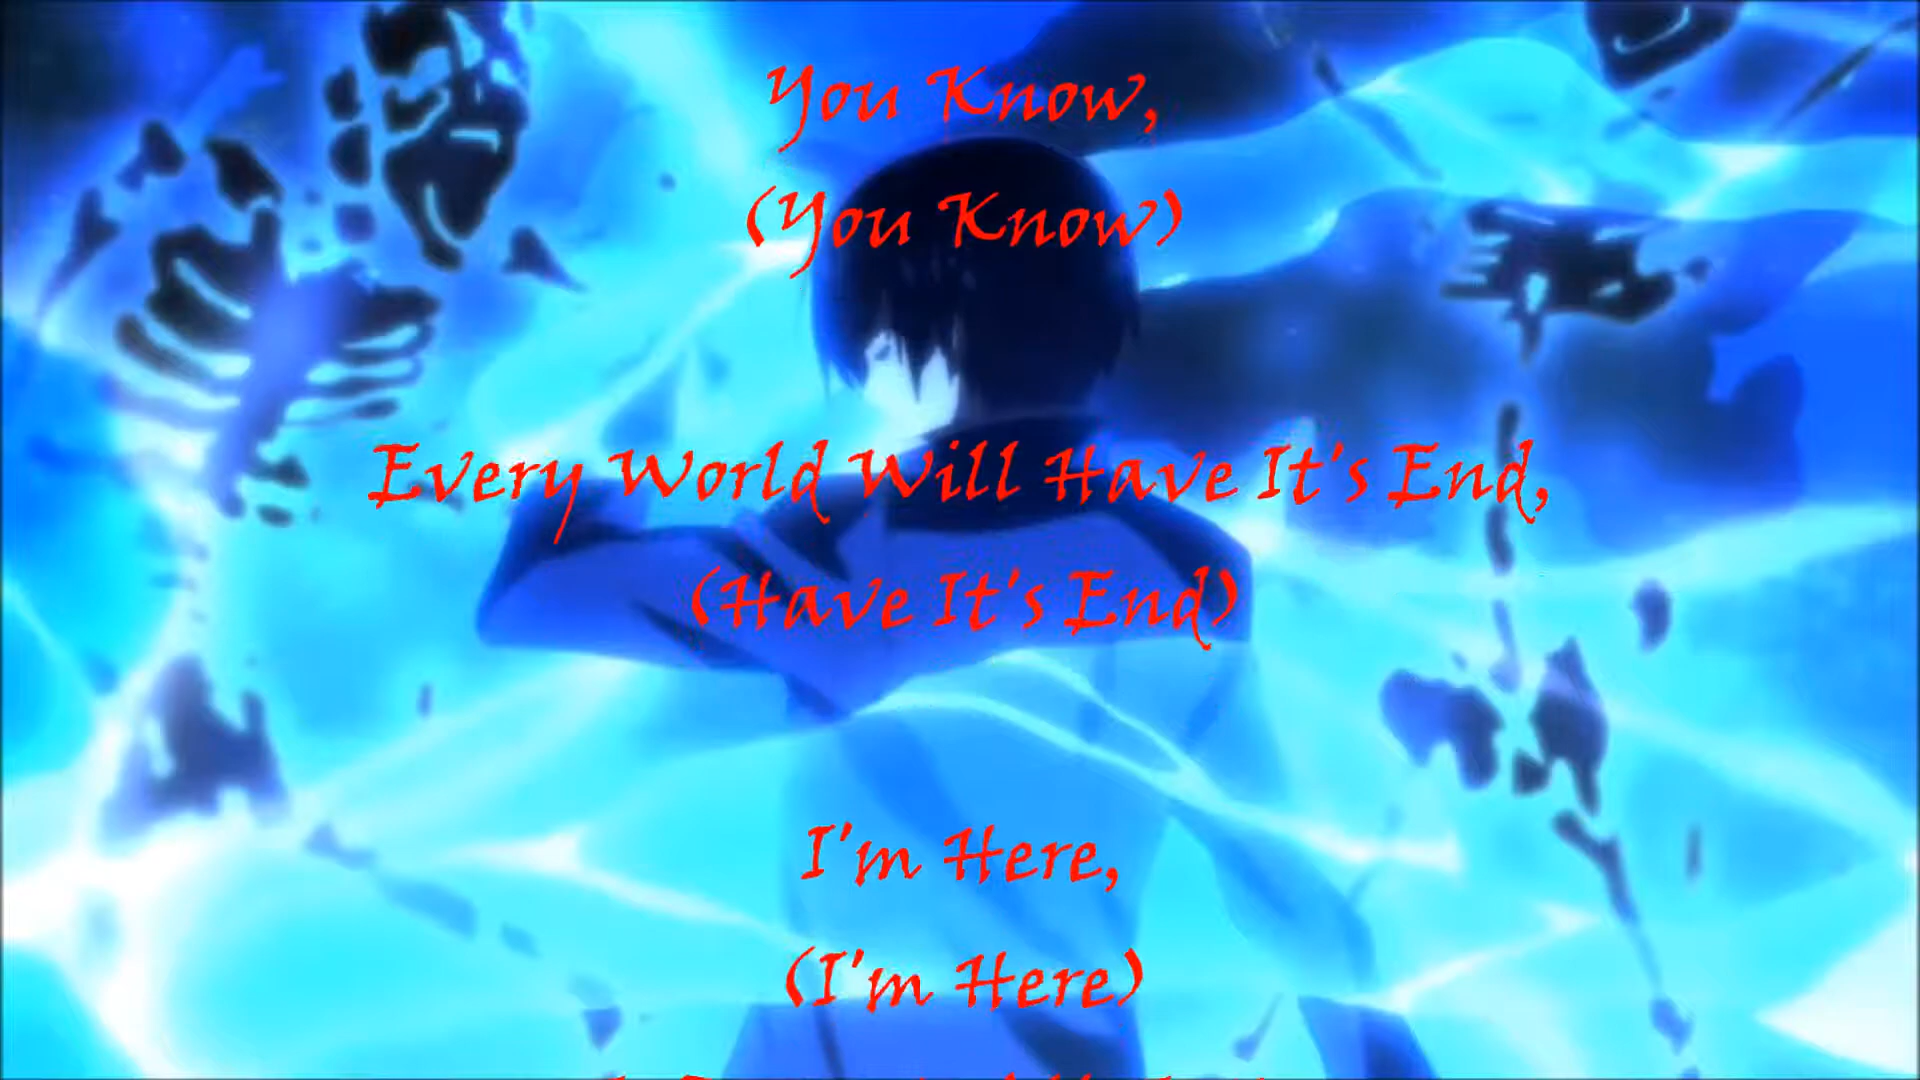 You Know,
(You Know)
Every World Will Have It's End,
(Have It's End)
I'm Here,
(I'm Here)